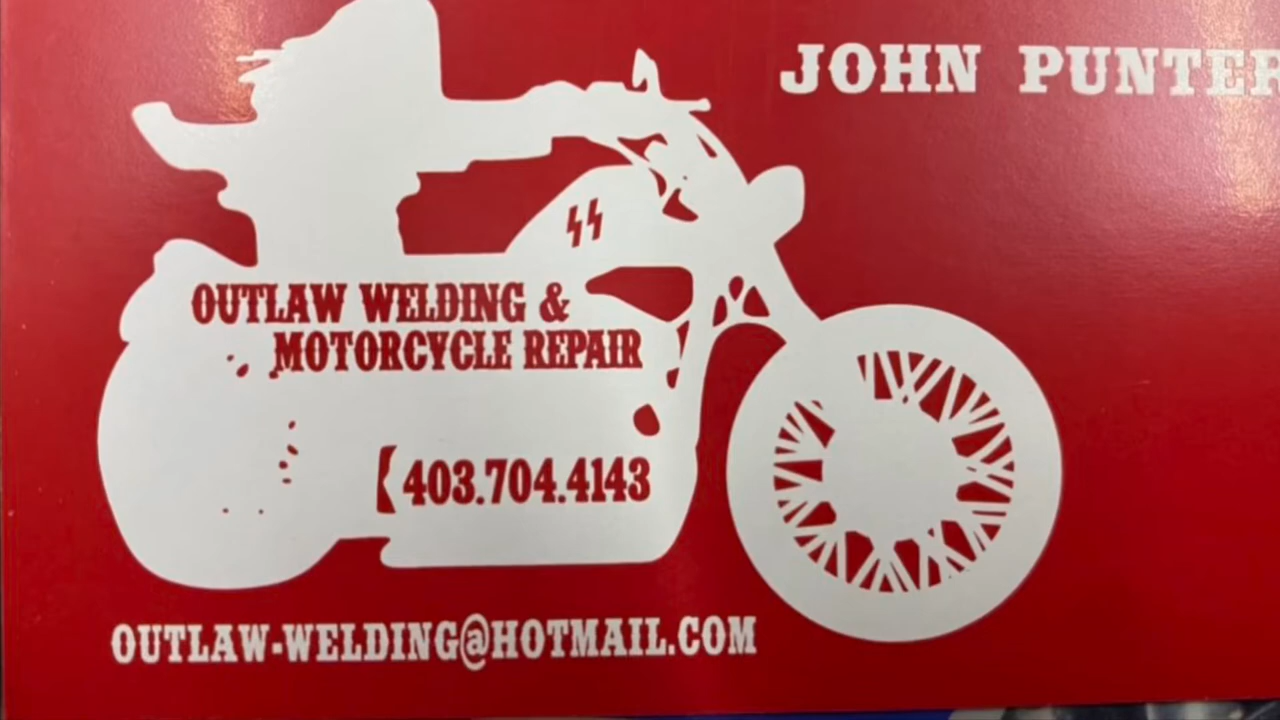 JOHN PUNTER
OUTLAW WELDING &
MOTORCYCLE REPAIR
403.704.4143
OUTLAW-WELDING@HOTMAIL.COM